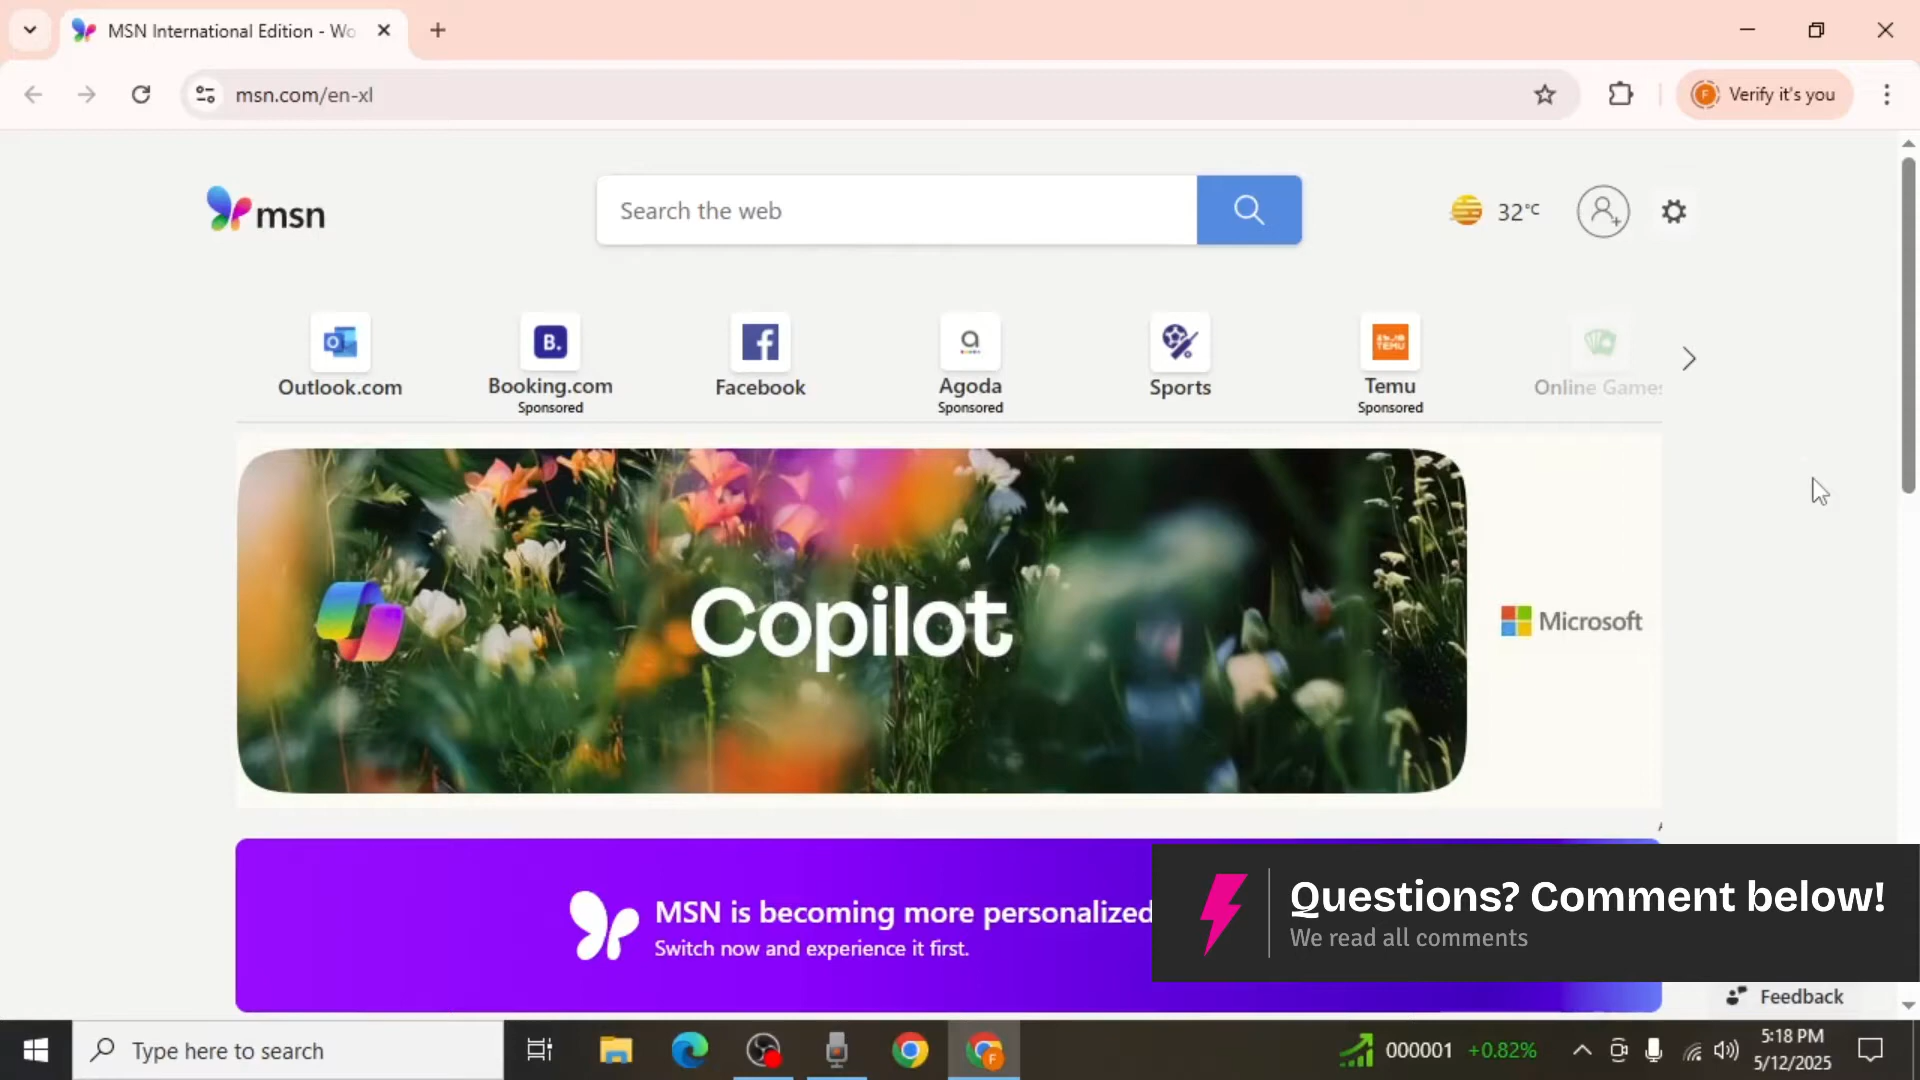 MSN International Edition - Wo
msn.com/en-xl
F
Verify it's you
msn
Search the web
32°C
Outlook.com
B.
Booking.com
Sponsored
Facebook
a
Agoda
Sponsored
Sports
TEMU
Temu
Sponsored
Online Games
Copilot
Microsoft
MSN is becoming more personalized
Switch now and experience it first.
Questions? Comment below!
We read all comments
Feedback
Type here to search
F
000001 +0.82%
5:18 PM
5/12/2025